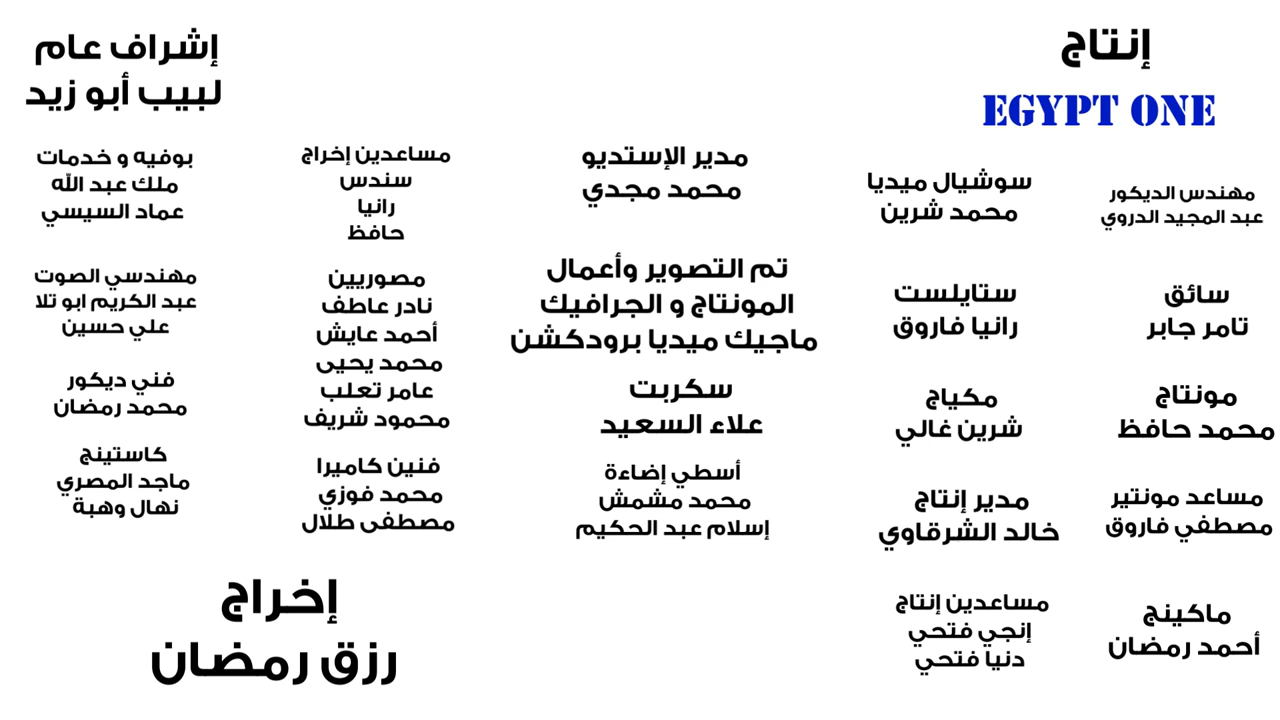 إنتاج
EGYPT ONE
مهندس الديكور
عبد المجيد الدروي
سائق
تامر جابر
مونتاج
محمد حافظ
مساعد مونتير
مصطفي فاروق
ماكينج
أحمد رمضان
سوشيال ميديا
محمد شرين
ستايلست
رانيا فاروق
مكياج
شرين غالي
مدير إنتاج
خالد الشرقاوي
مساعدين إنتاج
إنجي فتحي
دنيا فتحي
مدير الإستديو
محمد مجدي
تم التصوير وأعمال
المونتاج و الجرافيك
ماجيك ميديا برودكشن
سكربت
علاء السعيد
أسطي إضاءة
محمد مشمش
إسلام عبد الحكيم
مساعدين إخراج
سندس
رانيا
حافظ
مصوريين
نادر عاطف
أحمد عايش
محمد يحيى
عامر تعلب
محمود شريف
فنين كاميرا
محمد فوزي
مصطفى طلال
إشراف عام
لبيب أبو زيد
بوفيه و خدمات
ملك عبد الله
عماد السيسي
مهندسي الصوت
عبد الكريم ابو تلا
علي حسين
فني ديكور
محمد رمضان
كاستينج
ماجد المصري
نهال وهبة
إخراج
رزق رمضان